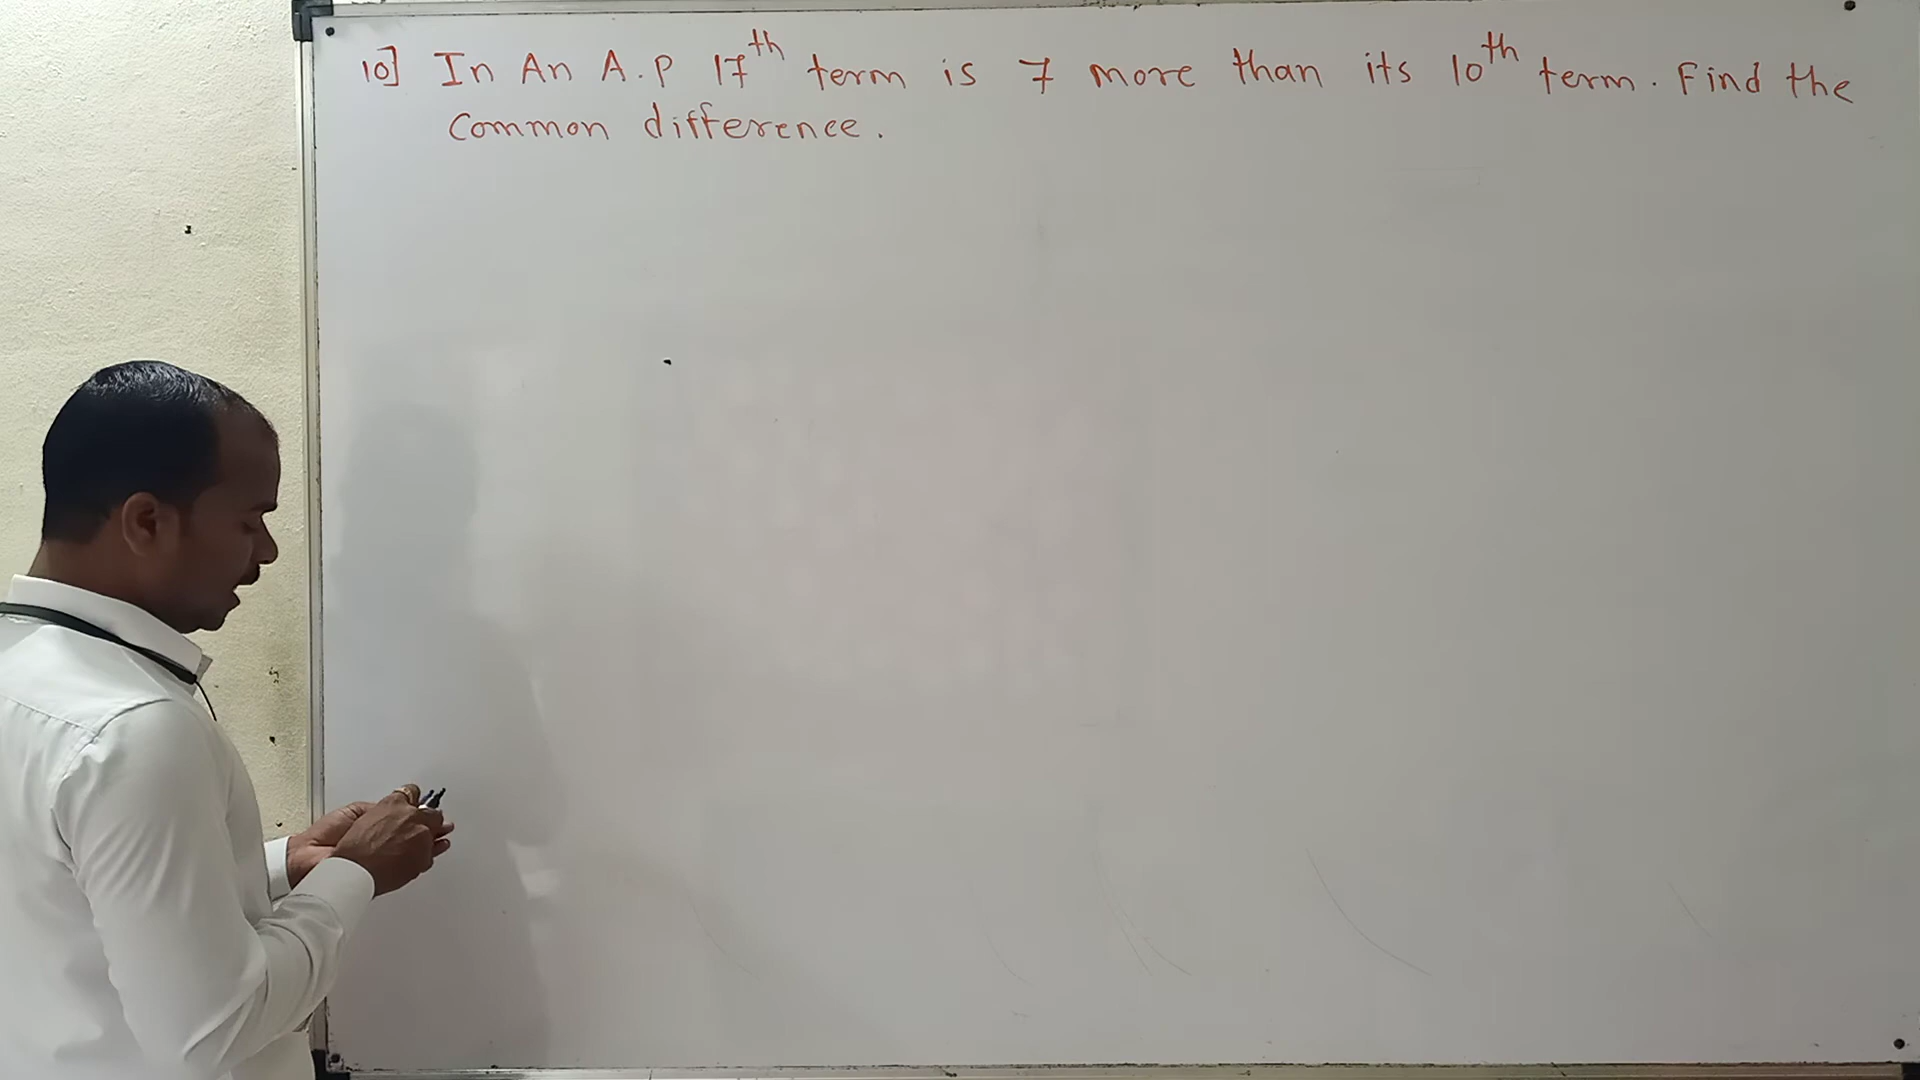 10] In An A.P 17th term is 7 more than its 10th term. Find the
Common difference.